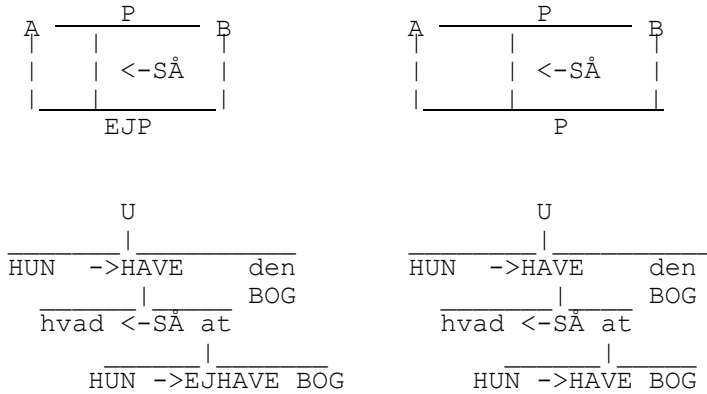 P P
A B A B
<-SÅ <-SÅ
EJP P
U U
HUN ->HAVE den HUN ->HAVE den
BOG BOG
hvad <-SÅ at hvad <-SÅ at
HUN ->EJHAVE BOG HUN ->HAVE BOG